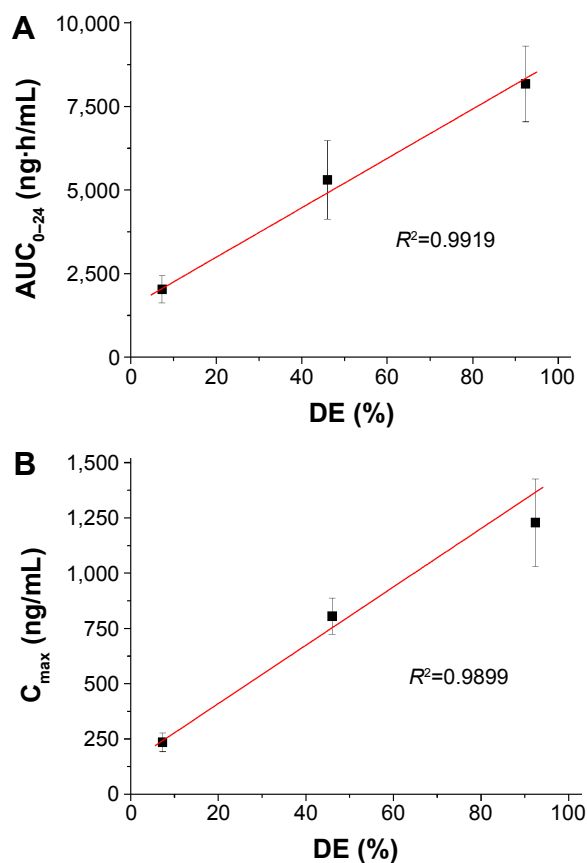 A
10,000
7,500
5,000
2,500
0
AUC₀₋₂₄ (ng·h/mL)
R²=0.9919
0 20 40 60 80 100
DE (%)
B
1,500
1,250
1,000
750
500
250
0
Cmax (ng/mL)
R²=0.9899
0 20 40 60 80 100
DE (%)